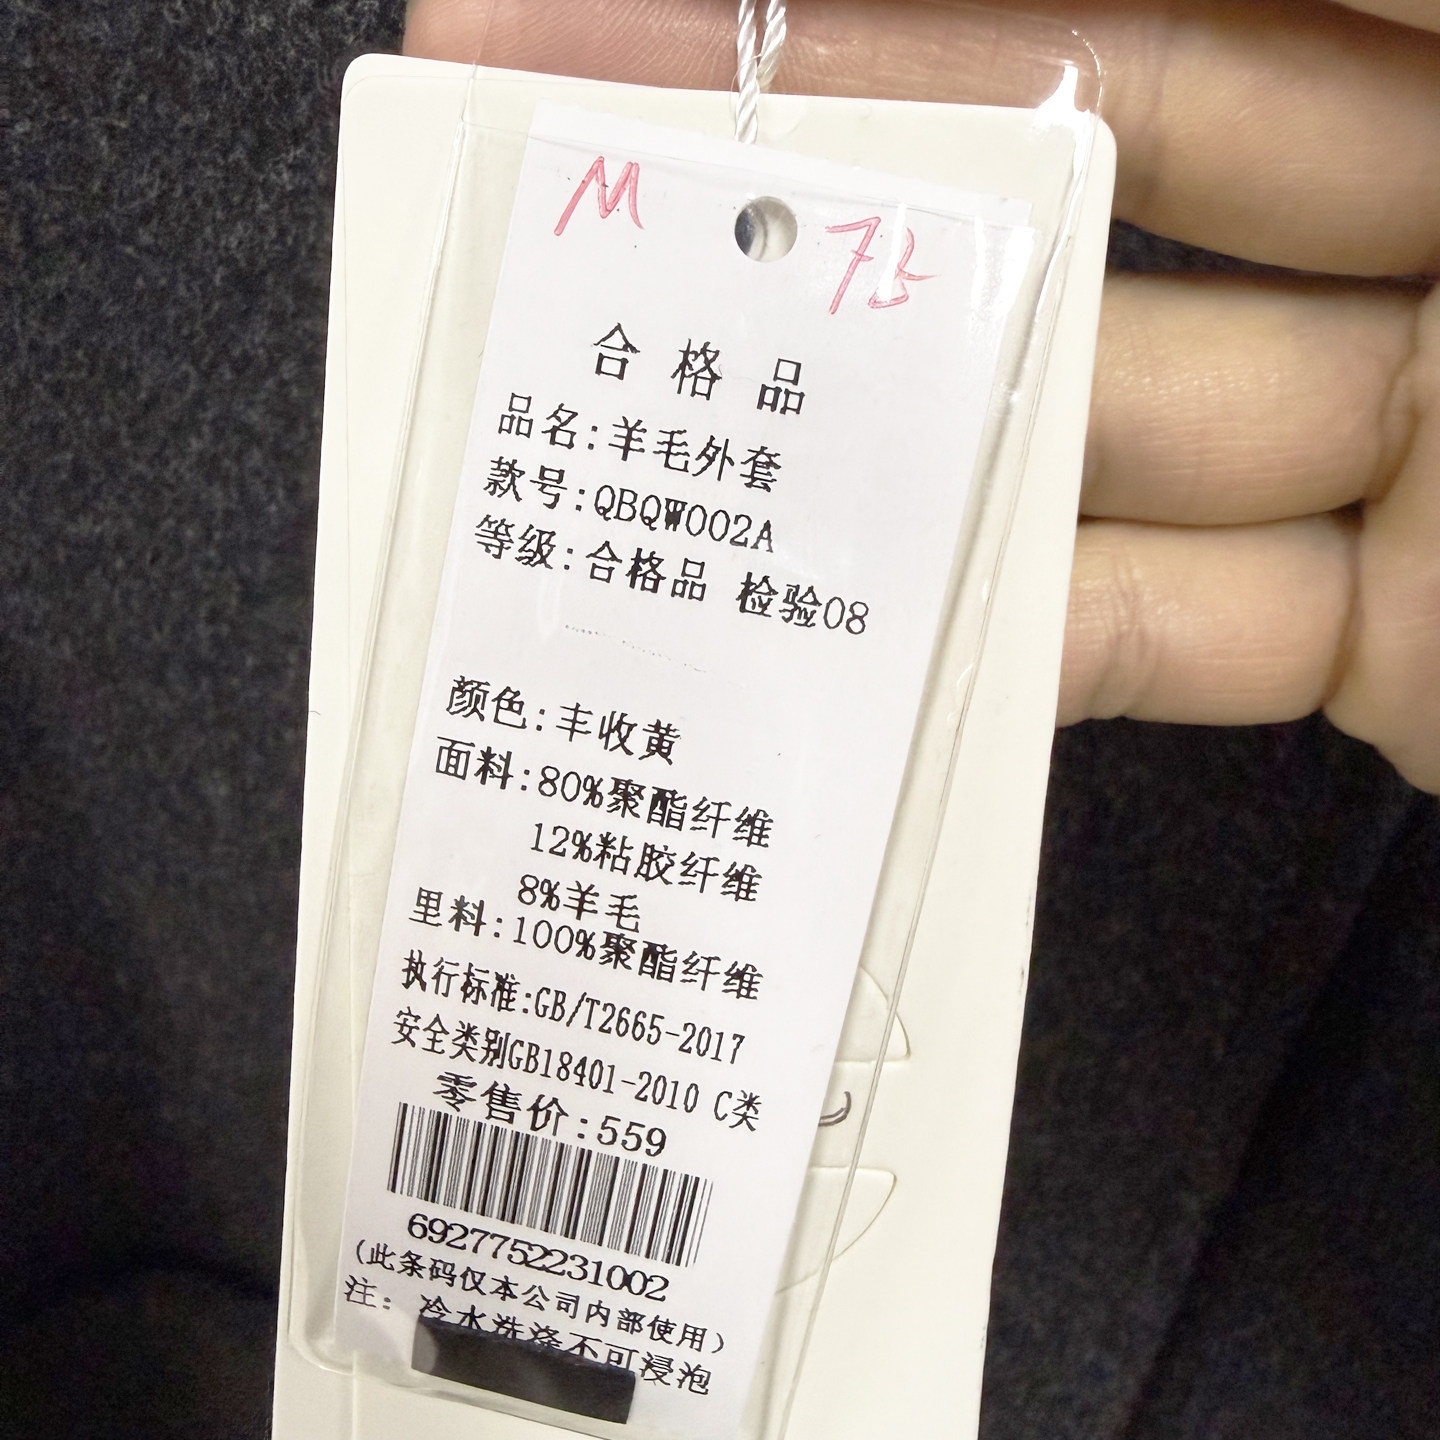 M
合格品
品名:羊毛外套
款号:QBQW002A
等级:合格品 检验08
颜色:丰收黄
面料:80%聚酯纤维
12%粘胶纤维
8%羊毛
里料:100%聚酯纤维
执行标准:GB/T2665-2017
安全类别GB18401-2010 C类
零售价:559
6927752231002
(此条码仅本公司内部使用)
注: 冷水洗涤不可浸泡